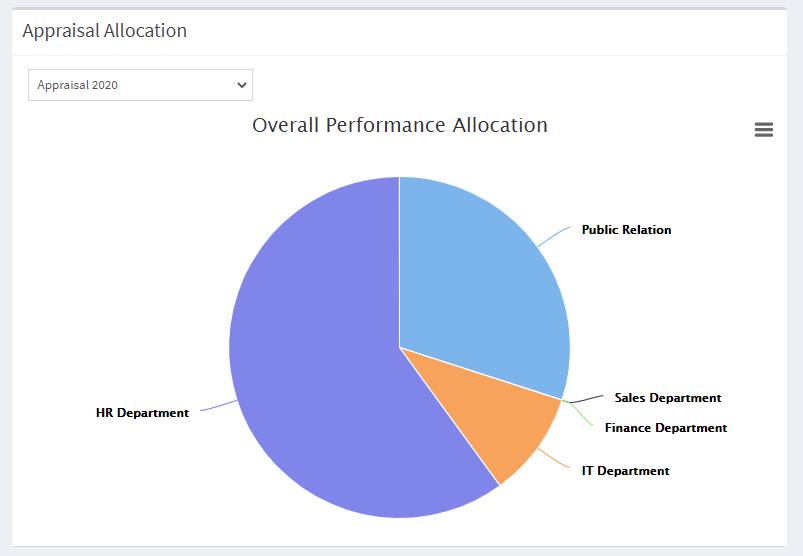 Appraisal Allocation
Appraisal 2020
Overall Performance Allocation
Public Relation
Sales Department
HR Department
Finance Department
IT Department